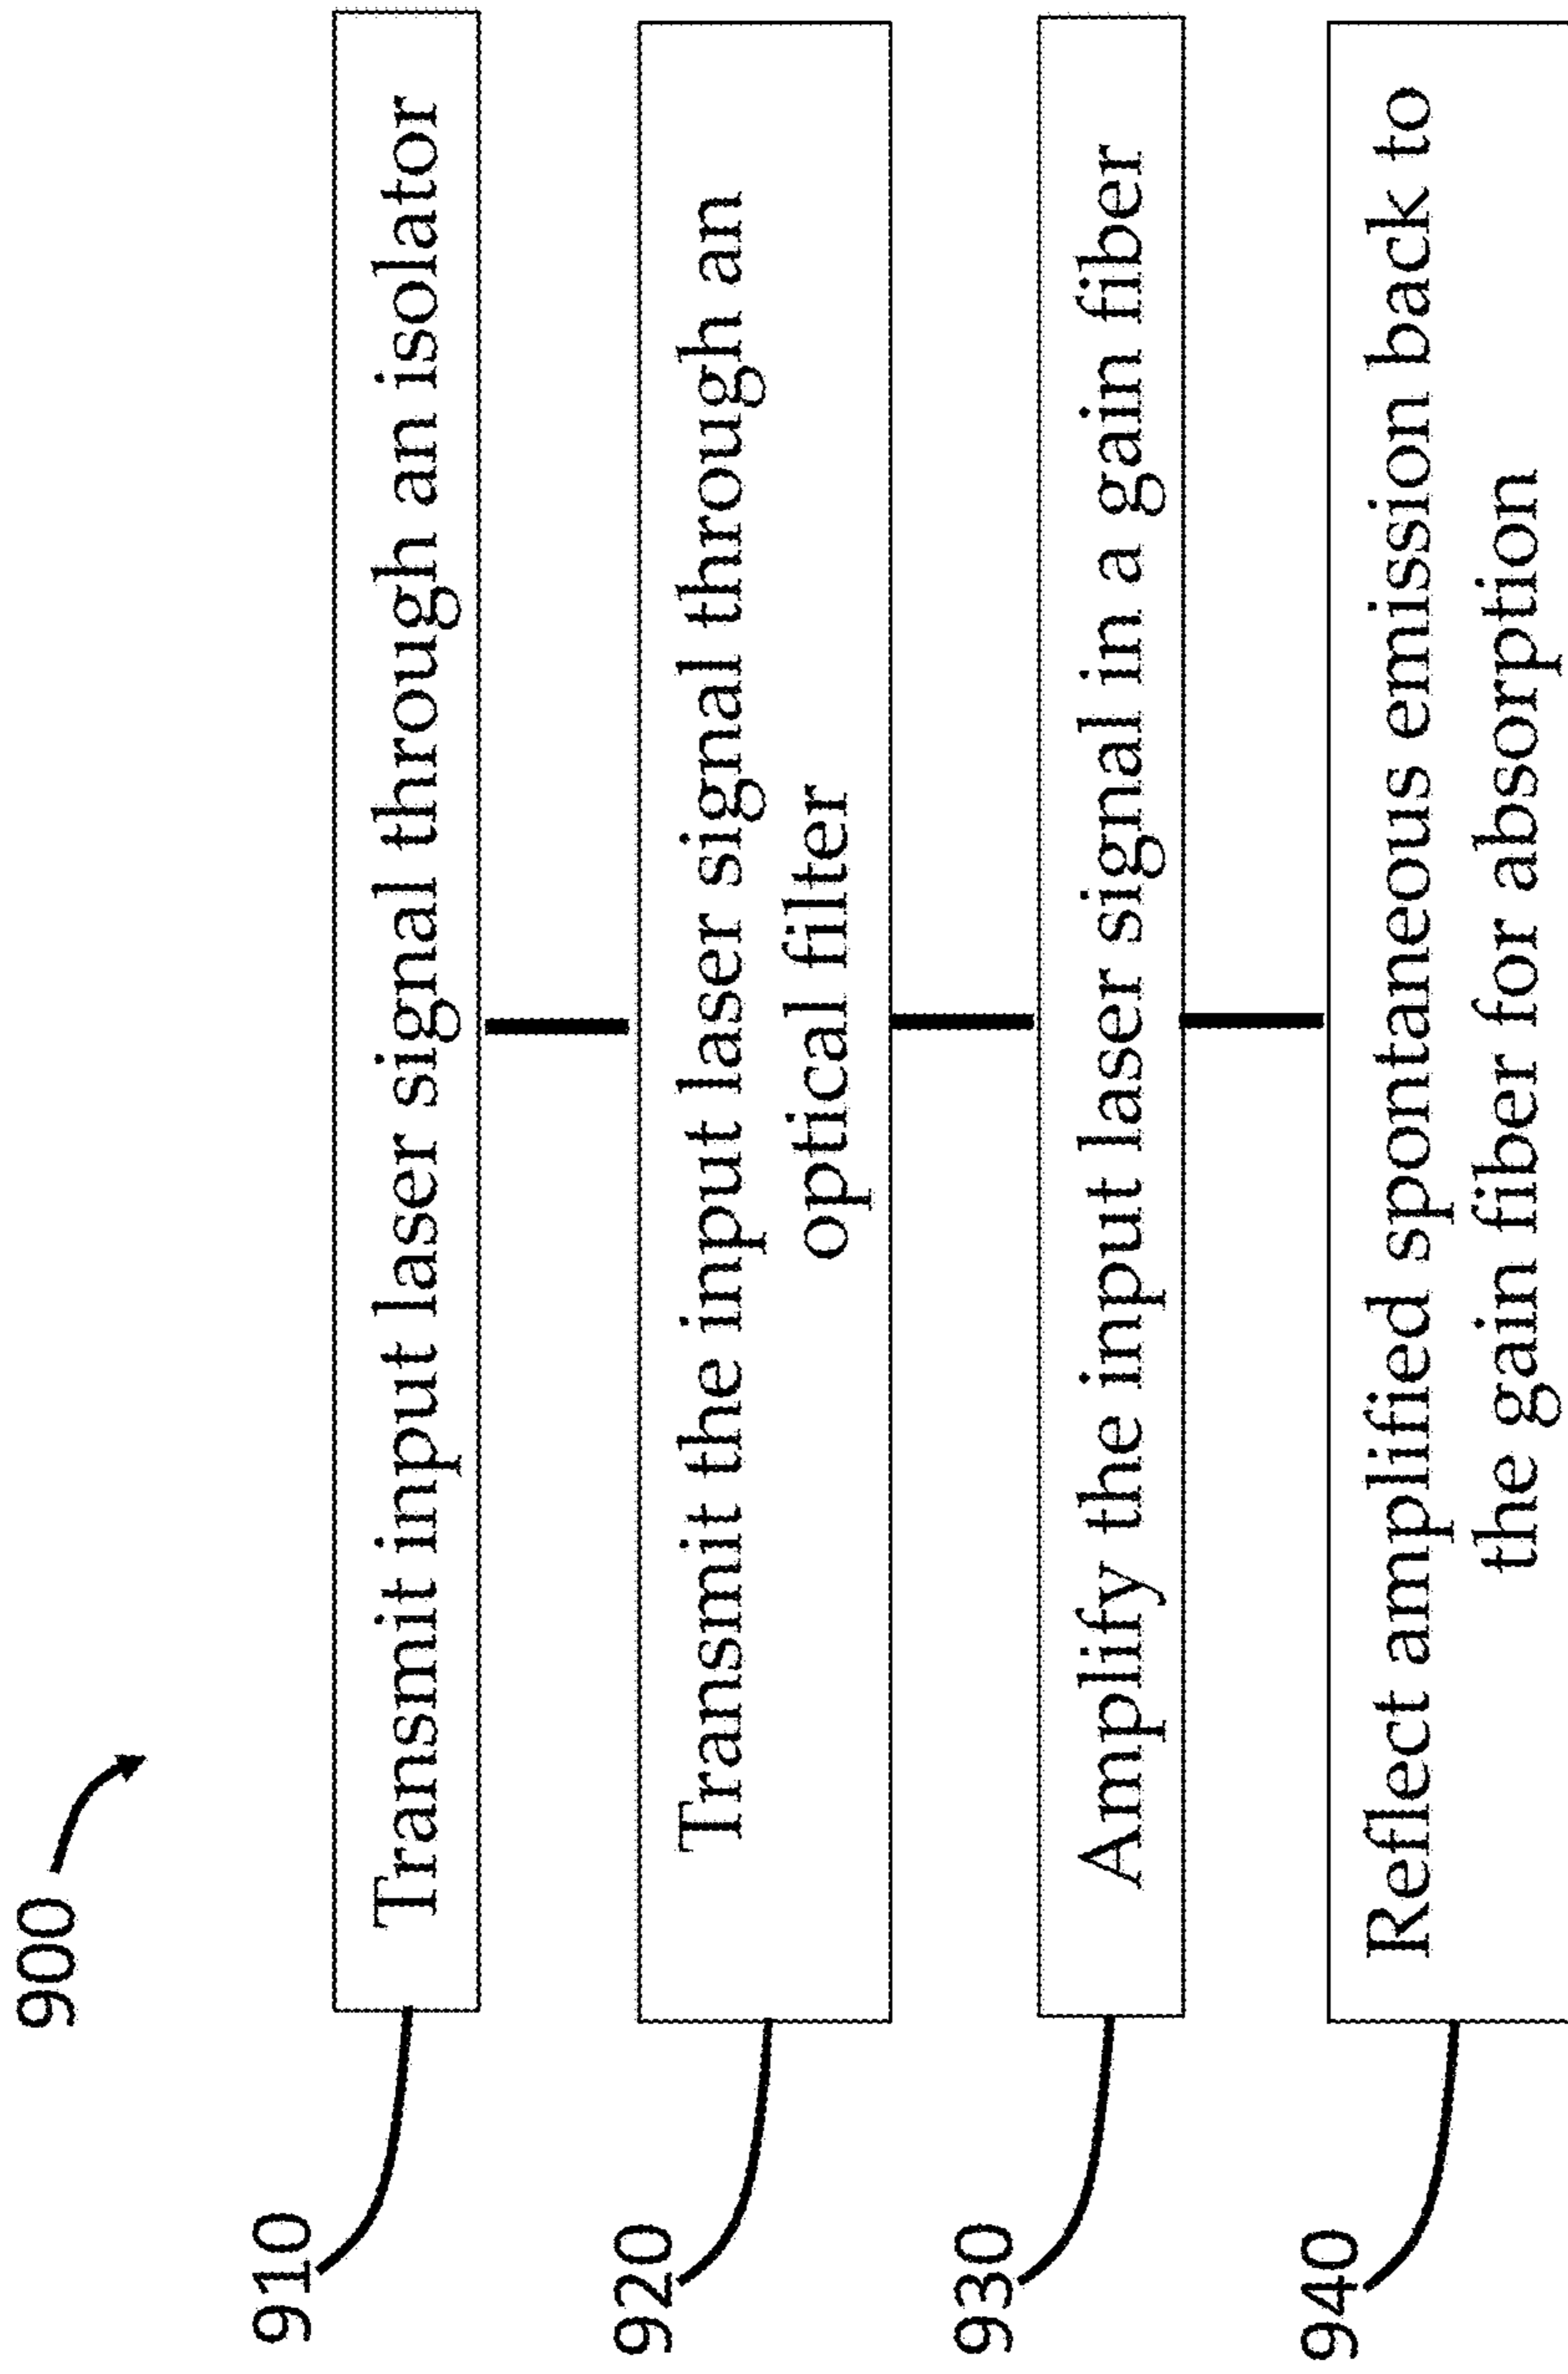 900
910
Transmit input laser signal through an isolator
920
Transmit the input laser signal through an
optical filter
930
Amplify the input laser signal in a gain fiber
940
Reflect amplified spontaneous emission back to
the gain fiber for absorption